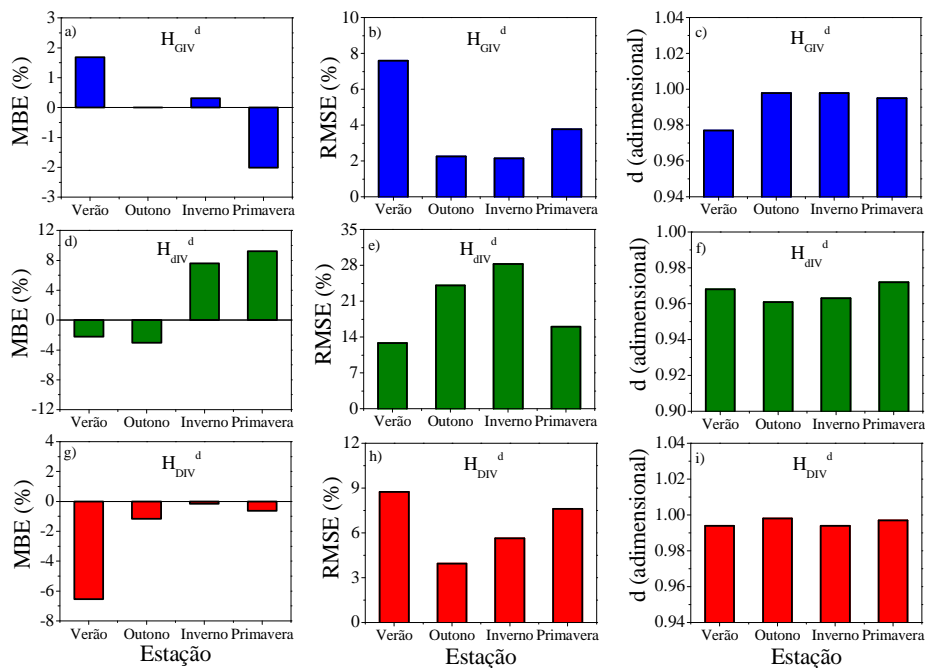 a) H_GIV^d
MBE (%)
3
2
1
0
-1
-2
-3
Verão Outono Inverno Primavera
b) H_GIV^d
RMSE (%)
10
8
6
4
2
0
Verão Outono Inverno Primavera
c) H_GIV^d
d (adimensional)
1.04
1.02
1.00
0.98
0.96
0.94
Verão Outono Inverno Primavera
d) H_dIV^d
MBE (%)
12
8
4
0
-4
-8
-12
Verão Outono Inverno Primavera
e) H_dIV^d
RMSE (%)
35
28
21
14
7
0
Verão Outono Inverno Primavera
f) H_dIV^d
d (adimensional)
1.00
0.98
0.96
0.94
0.92
0.90
Verão Outono Inverno Primavera
g) H_DIV^d
MBE (%)
4
2
0
-2
-4
-6
-8
Verão Outono Inverno Primavera
Estação
h) H_DIV^d
RMSE (%)
12
9
6
3
0
Verão Outono Inverno Primavera
Estação
i) H_DIV^d
d (adimensional)
1.04
1.02
1.00
0.98
0.96
0.94
Verão Outono Inverno Primavera
Estação